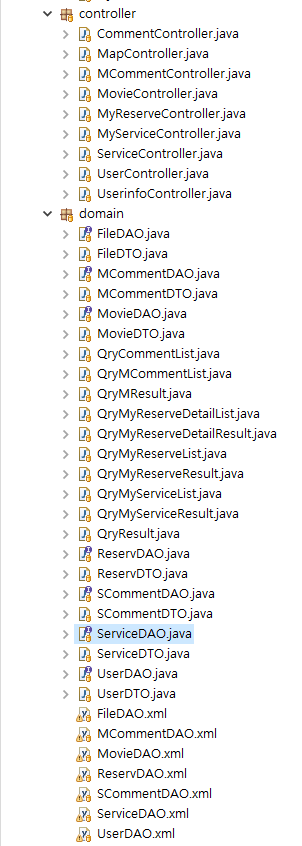 controller
CommentController.java
MapController.java
MCommentController.java
MovieController.java
MyReserveController.java
MyServiceController.java
ServiceController.java
UserController.java
UserinfoController.java
domain
FileDAO.java
FileDTO.java
MCommentDAO.java
MCommentDTO.java
MovieDAO.java
MovieDTO.java
QryCommentList.java
QryMCommentList.java
QryMResult.java
QryMyReserveDetailList.java
QryMyReserveDetailResult.java
QryMyReserveList.java
QryMyReserveResult.java
QryMyServiceList.java
QryMyServiceResult.java
QryResult.java
ReservDAO.java
ReservDTO.java
SCommentDAO.java
SCommentDTO.java
ServiceDAO.java
ServiceDTO.java
UserDAO.java
UserDTO.java
FileDAO.xml
MCommentDAO.xml
MovieDAO.xml
ReservDAO.xml
SCommentDAO.xml
ServiceDAO.xml
UserDAO.xml